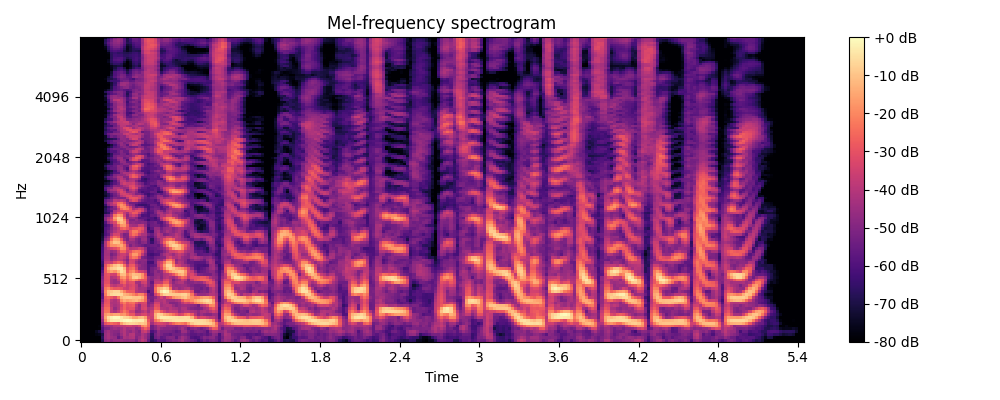 Mel-frequency spectrogram
Hz
4096
2048
1024
512
0
0 0.6 1.2 1.8 2.4 3 3.6 4.2 4.8 5.4
Time
+0 dB
-10 dB
-20 dB
-30 dB
-40 dB
-50 dB
-60 dB
-70 dB
-80 dB